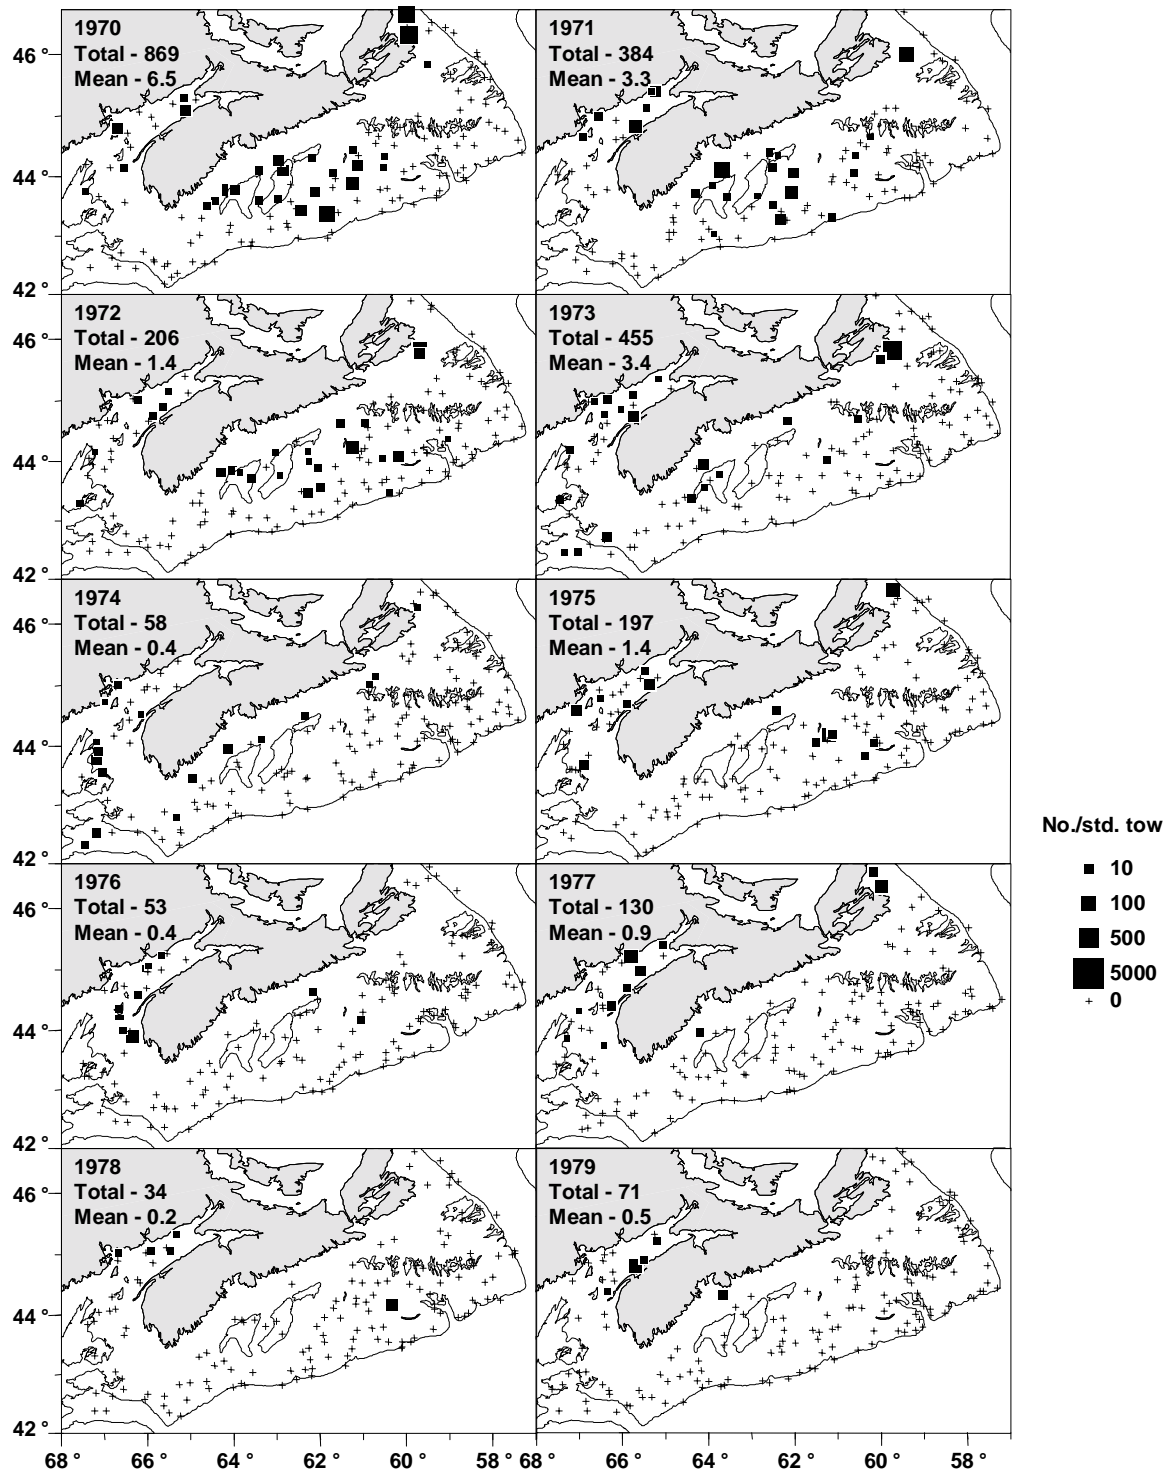 1970
Total - 869
Mean - 6.5
1971
Total - 384
Mean - 3.3
46 °
44 °
42 °
1972
Total - 206
Mean - 1.4
1973
Total - 455
Mean - 3.4
46 °
44 °
42 °
1974
Total - 58
Mean - 0.4
1975
Total - 197
Mean - 1.4
46 °
44 °
42 °
No./std. tow
10
100
500
5000
0
1976
Total - 53
Mean - 0.4
1977
Total - 130
Mean - 0.9
46 °
44 °
42 °
1978
Total - 34
Mean - 0.2
1979
Total - 71
Mean - 0.5
46 °
44 °
42 °
68 ° 66 ° 64 ° 62 ° 60 ° 58 ° 68 ° 66 ° 64 ° 62 ° 60 ° 58 °